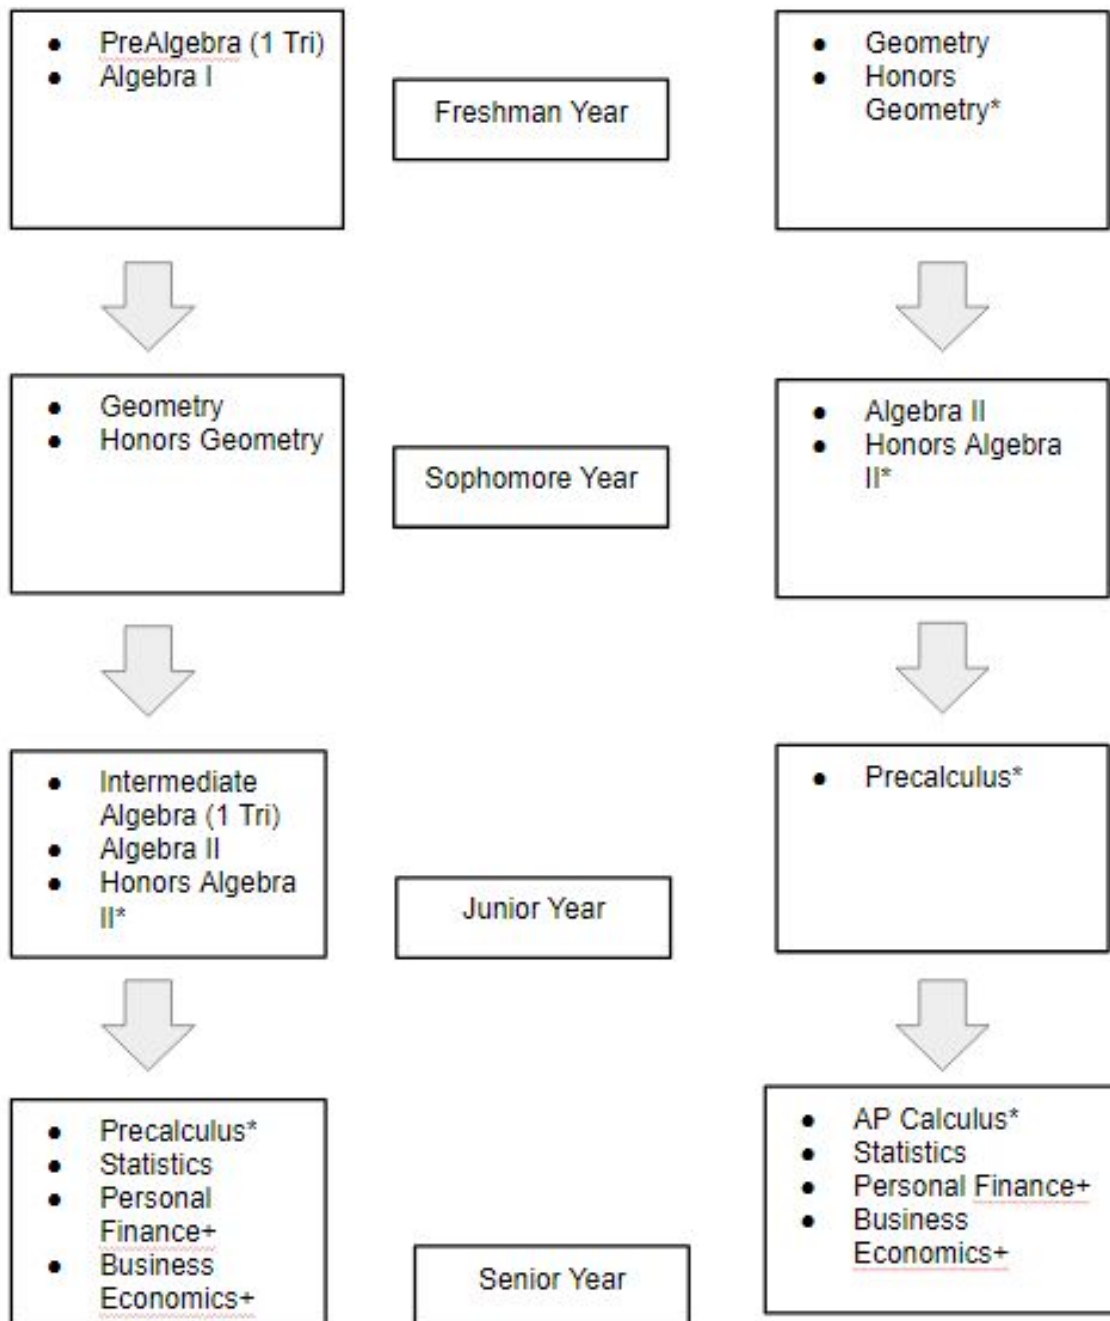 ● PreAlgebra (1 Tri)
● Algebra I
Freshman Year
● Geometry
● Honors
Geometry*
● Geometry
● Honors Geometry
Sophomore Year
● Algebra II
● Honors Algebra
II*
● Intermediate
Algebra (1 Tri)
● Algebra II
● Honors Algebra
II*
Junior Year
● Precalculus*
● Precalculus*
● Statistics
● Personal
Finance+
● Business
Economics+
Senior Year
● AP Calculus*
● Statistics
● Personal Finance+
● Business
Economics+